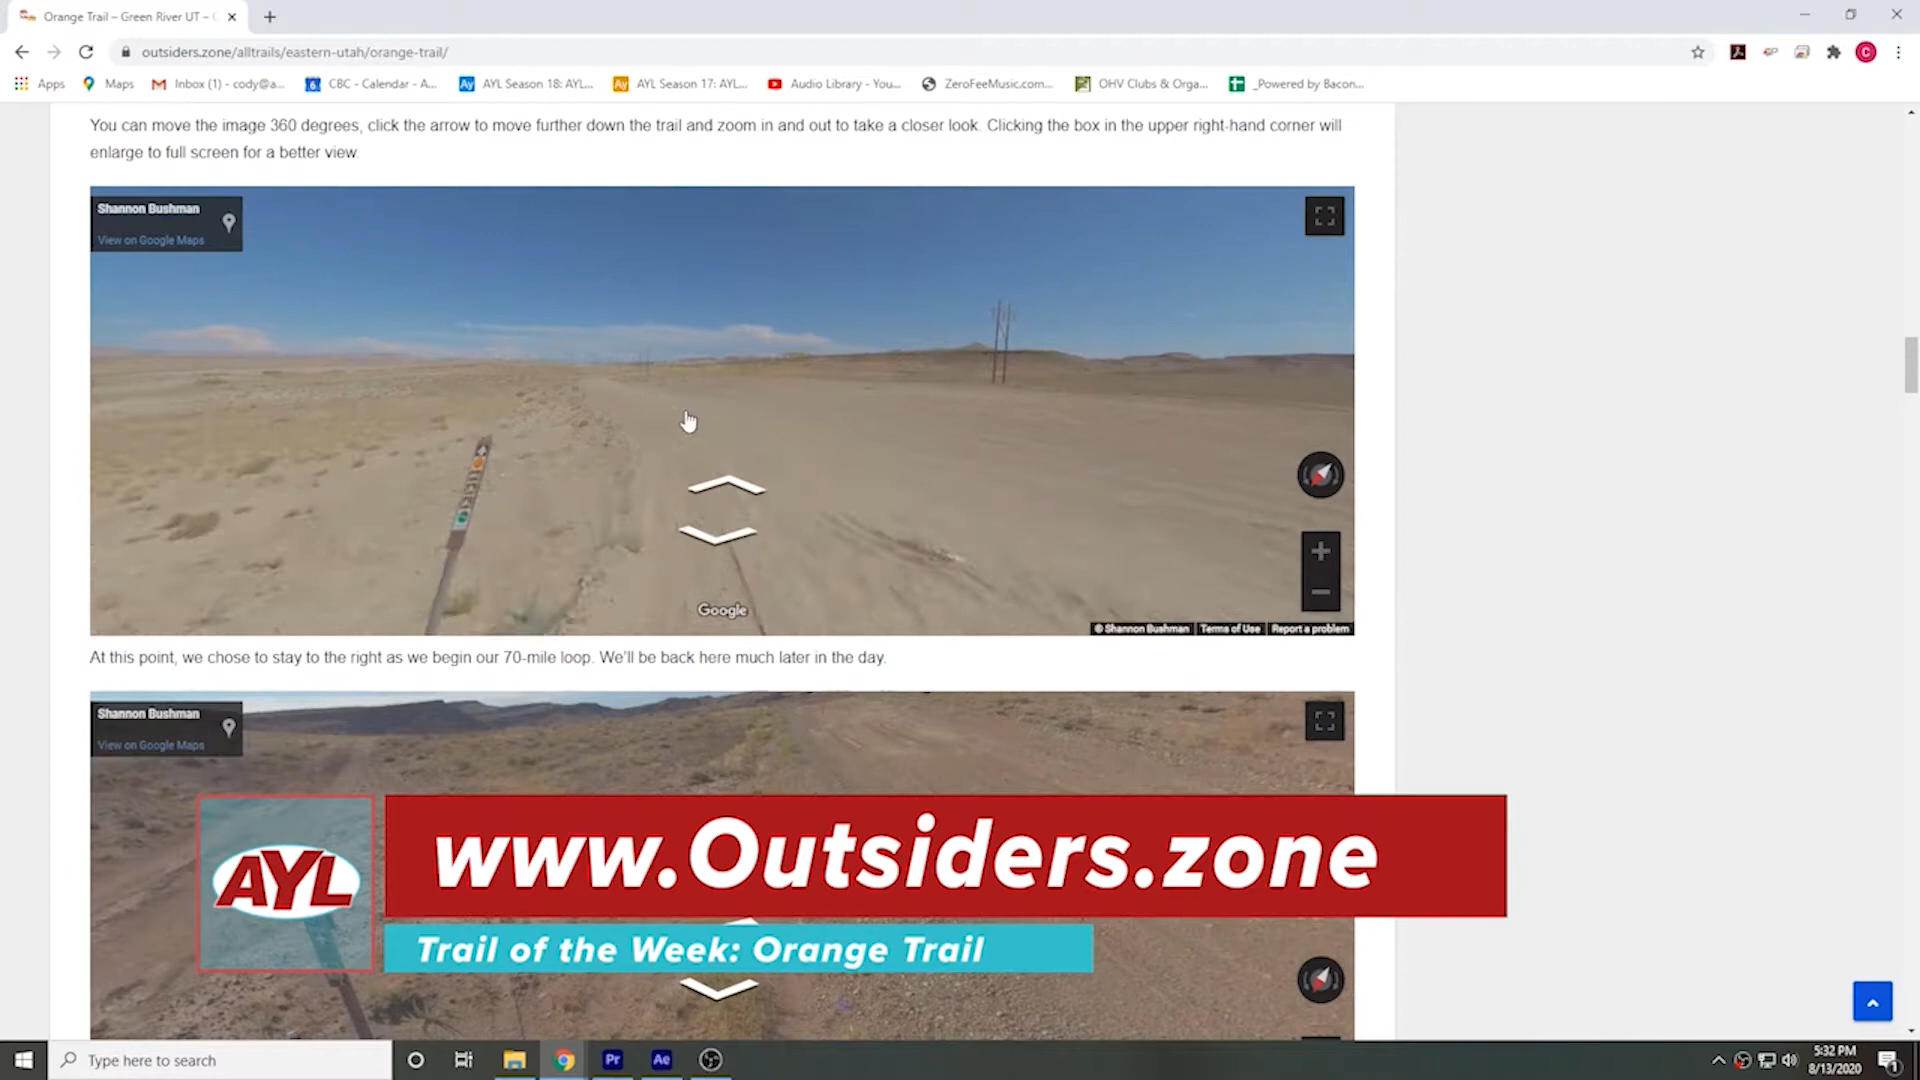 Orange Trail – Green River UT –
outsiders.zone/alltrails/eastern-utah/orange-trail/
Apps
Maps
Inbox (1) - cody@a...
CBC - Calendar - A...
AYL Season 18: AYL...
AYL Season 17: AYL...
Audio Library - You...
ZeroFeeMusic.com...
OHV Clubs & Orga...
_Powered by Bacon...
You can move the image 360 degrees, click the arrow to move further down the trail and zoom in and out to take a closer look. Clicking the box in the upper right-hand corner will
enlarge to full screen for a better view.
Shannon Bushman
View on Google Maps
Google
© Shannon Bushman
Terms of Use
Report a problem
At this point, we chose to stay to the right as we begin our 70-mile loop. We'll be back here much later in the day.
Shannon Bushman
View on Google Maps
AYL
www.Outsiders.zone
Trail of the Week: Orange Trail
Type here to search
Pr
Ae
5:32 PM
8/13/2020